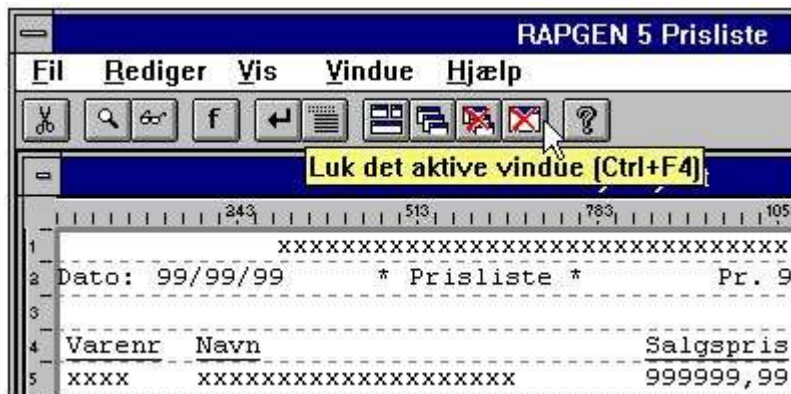 RAPGEN 5 Prisliste
Fil Rediger Vis Vindue Hjælp
f ?
Luk det aktive vindue (Ctrl+F4)
243 513 783 105
1 xxxxxxxxxxxxxxxxxxxxxxxxxxxxxxxx
2 Dato: 99/99/99 * Prisliste * Pr. 9
3
4 Varenr Navn Salgspris
5 xxxx xxxxxxxxxxxxxxxxxxxx 999999,99